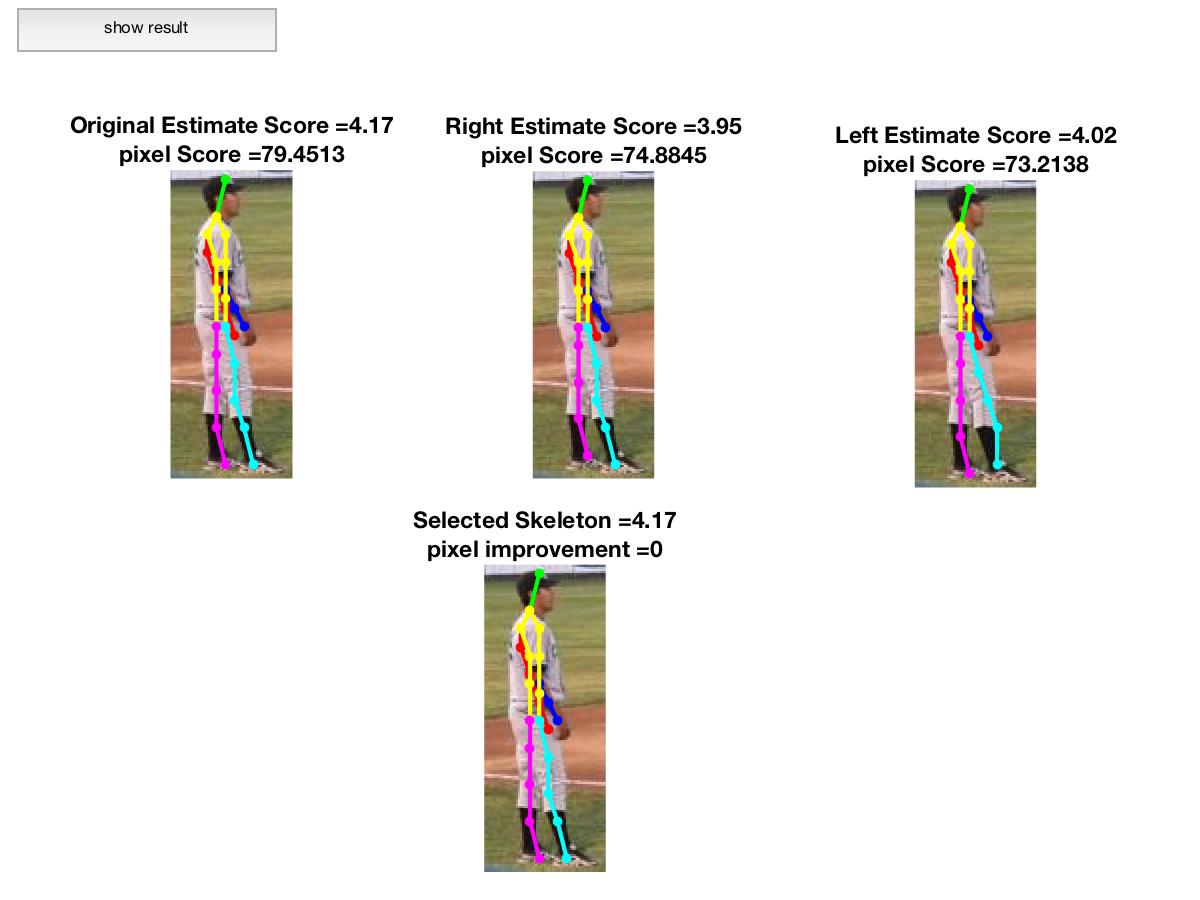 show result
Original Estimate Score =4.17
pixel Score =79.4513
Right Estimate Score =3.95
pixel Score =74.8845
Left Estimate Score =4.02
pixel Score =73.2138
Selected Skeleton =4.17
pixel improvement =0